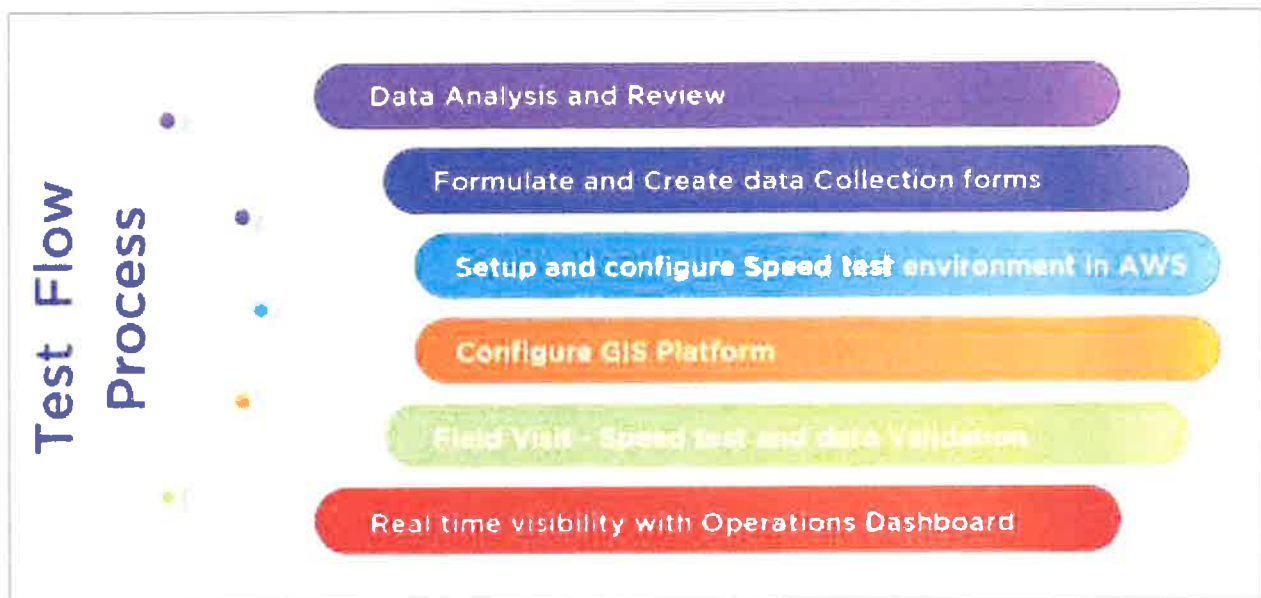 Test Flow
Process
Data Analysis and Review
Formulate and Create data Collection forms
Setup and configure Speed test environment in AWS
Configure GIS Platform
Field Visit - Speed test and data Validation
Real time visibility with Operations Dashboard